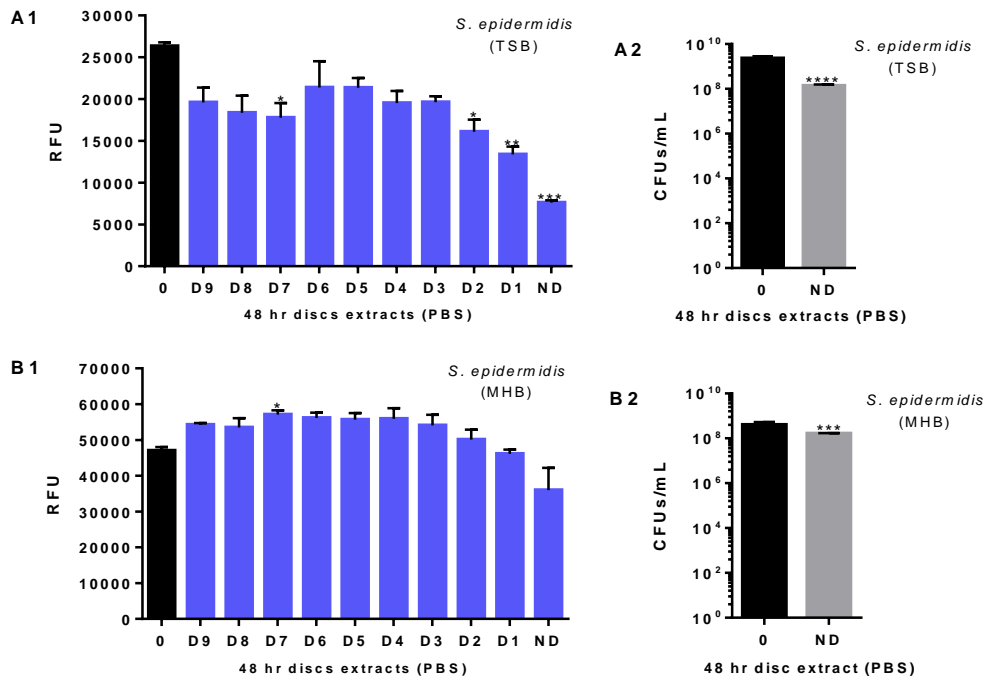 A1
S. epidermidis
(TSB)
30000
25000
20000
15000
10000
5000
0
RFU
*
*
**
***
0 D9 D8 D7 D6 D5 D4 D3 D2 D1 ND
48 hr discs extracts (PBS)
A2
S. epidermidis
(TSB)
10^10
10^8
10^6
10^4
10^2
10^0
CFUs/mL
****
0 ND
48 hr discs extracts (PBS)
B1
S. epidermidis
(MHB)
70000
60000
50000
40000
30000
20000
10000
0
RFU
*
0 D9 D8 D7 D6 D5 D4 D3 D2 D1 ND
48 hr discs extracts (PBS)
B2
S. epidermidis
(MHB)
10^10
10^8
10^6
10^4
10^2
10^0
CFUs/mL
***
0 ND
48 hr disc extract (PBS)